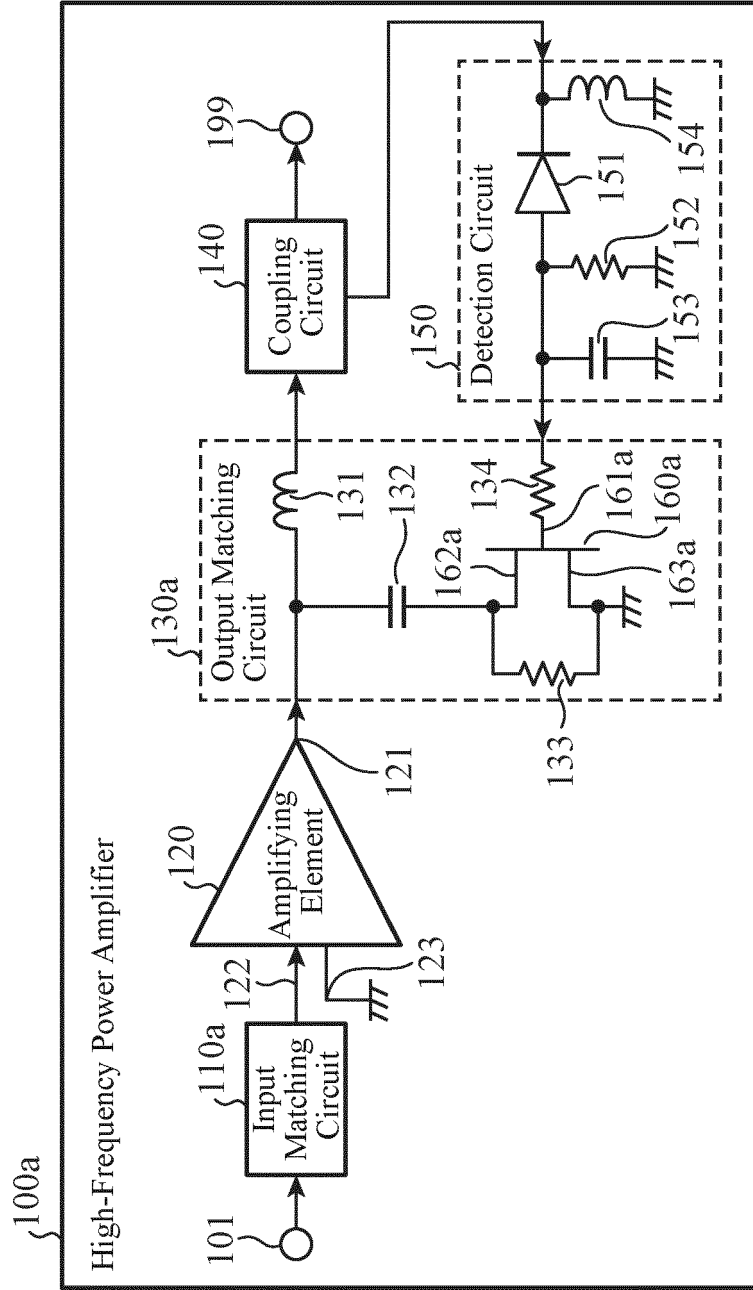 100a
High-Frequency Power Amplifier
101
110a
Input
Matching
Circuit
122
120
Amplifying
Element
123
121
130a
Output Matching
Circuit
131
132
133
162a
163a
134
161a
160a
140
Coupling
Circuit
199
150
Detection Circuit
153
152
151
154